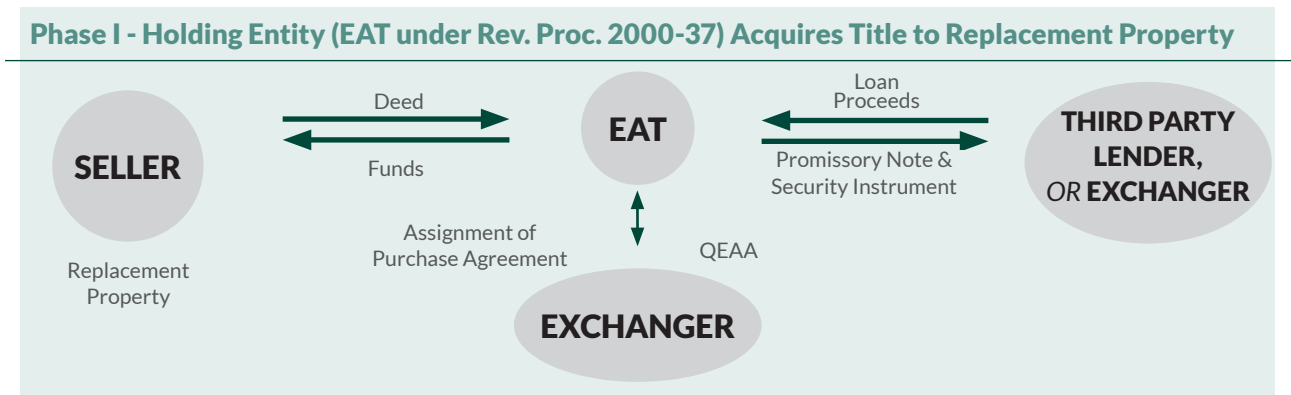 Phase I - Holding Entity (EAT under Rev. Proc. 2000-37) Acquires Title to Replacement Property
SELLER
Replacement
Property
Deed
Funds
EAT
Loan
Proceeds
Promissory Note &
Security Instrument
THIRD PARTY
LENDER,
OR EXCHANGER
Assignment of
Purchase Agreement
QEAA
EXCHANGER